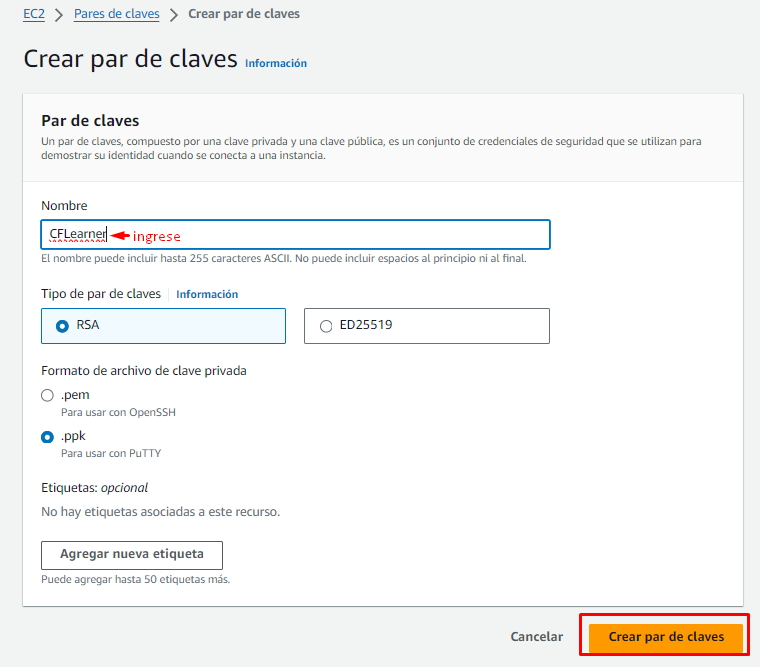 EC2 > Pares de claves > Crear par de claves
Crear par de claves Información
Par de claves
Un par de claves, compuesto por una clave privada y una clave pública, es un conjunto de credenciales de seguridad que se utilizan para
demostrar su identidad cuando se conecta a una instancia.
Nombre
CFLearner ingrese
El nombre puede incluir hasta 255 caracteres ASCII. No puede incluir espacios al principio ni al final.
Tipo de par de claves Información
RSA ED25519
Formato de archivo de clave privada
.pem
Para usar con OpenSSH
.ppk
Para usar con PuTTY
Etiquetas: opcional
No hay etiquetas asociadas a este recurso.
Agregar nueva etiqueta
Puede agregar hasta 50 etiquetas más.
Cancelar Crear par de claves